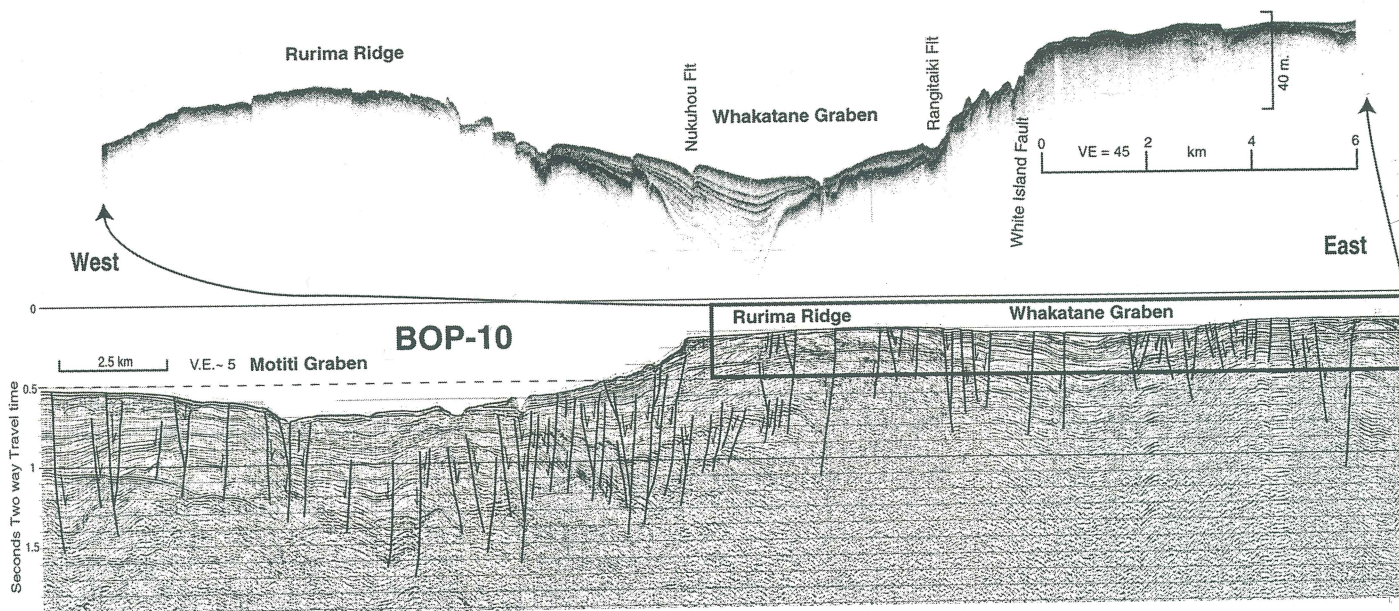 Rurima Ridge
Nukuhou Flt
Whakatane Graben
Rangitaiki Flt
White Island Fault
40 m.
0 2 4 6
VE = 45 km
West
East
0
BOP-10
Rurima Ridge
Whakatane Graben
2.5 km
V.E.~ 5
Motiti Graben
0.5
1
1.5
Seconds Two way Travel time